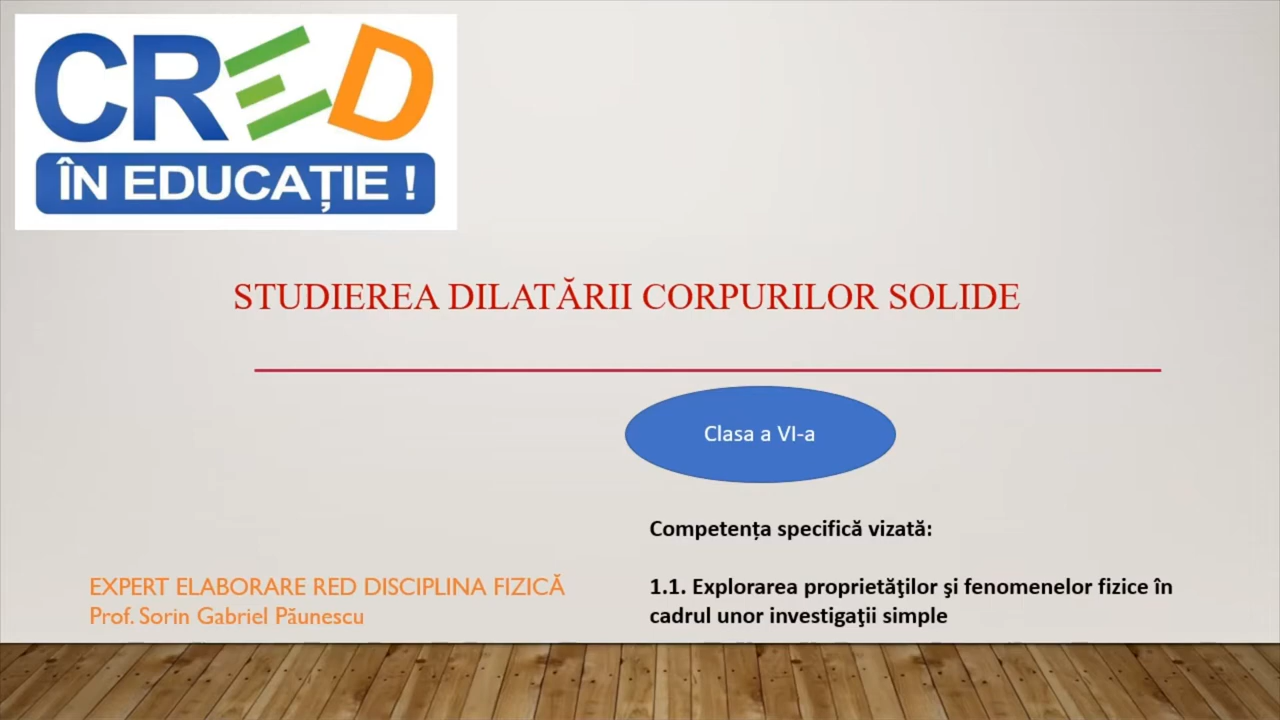 CRED
ÎN EDUCAȚIE !
STUDIEREA DILATĂRII CORPURILOR SOLIDE
Clasa a VI-a
Competența specifică vizată:
1.1. Explorarea proprietăţilor şi fenomenelor fizice în
cadrul unor investigaţii simple
EXPERT ELABORARE RED DISCIPLINA FIZICĂ
Prof. Sorin Gabriel Păunescu